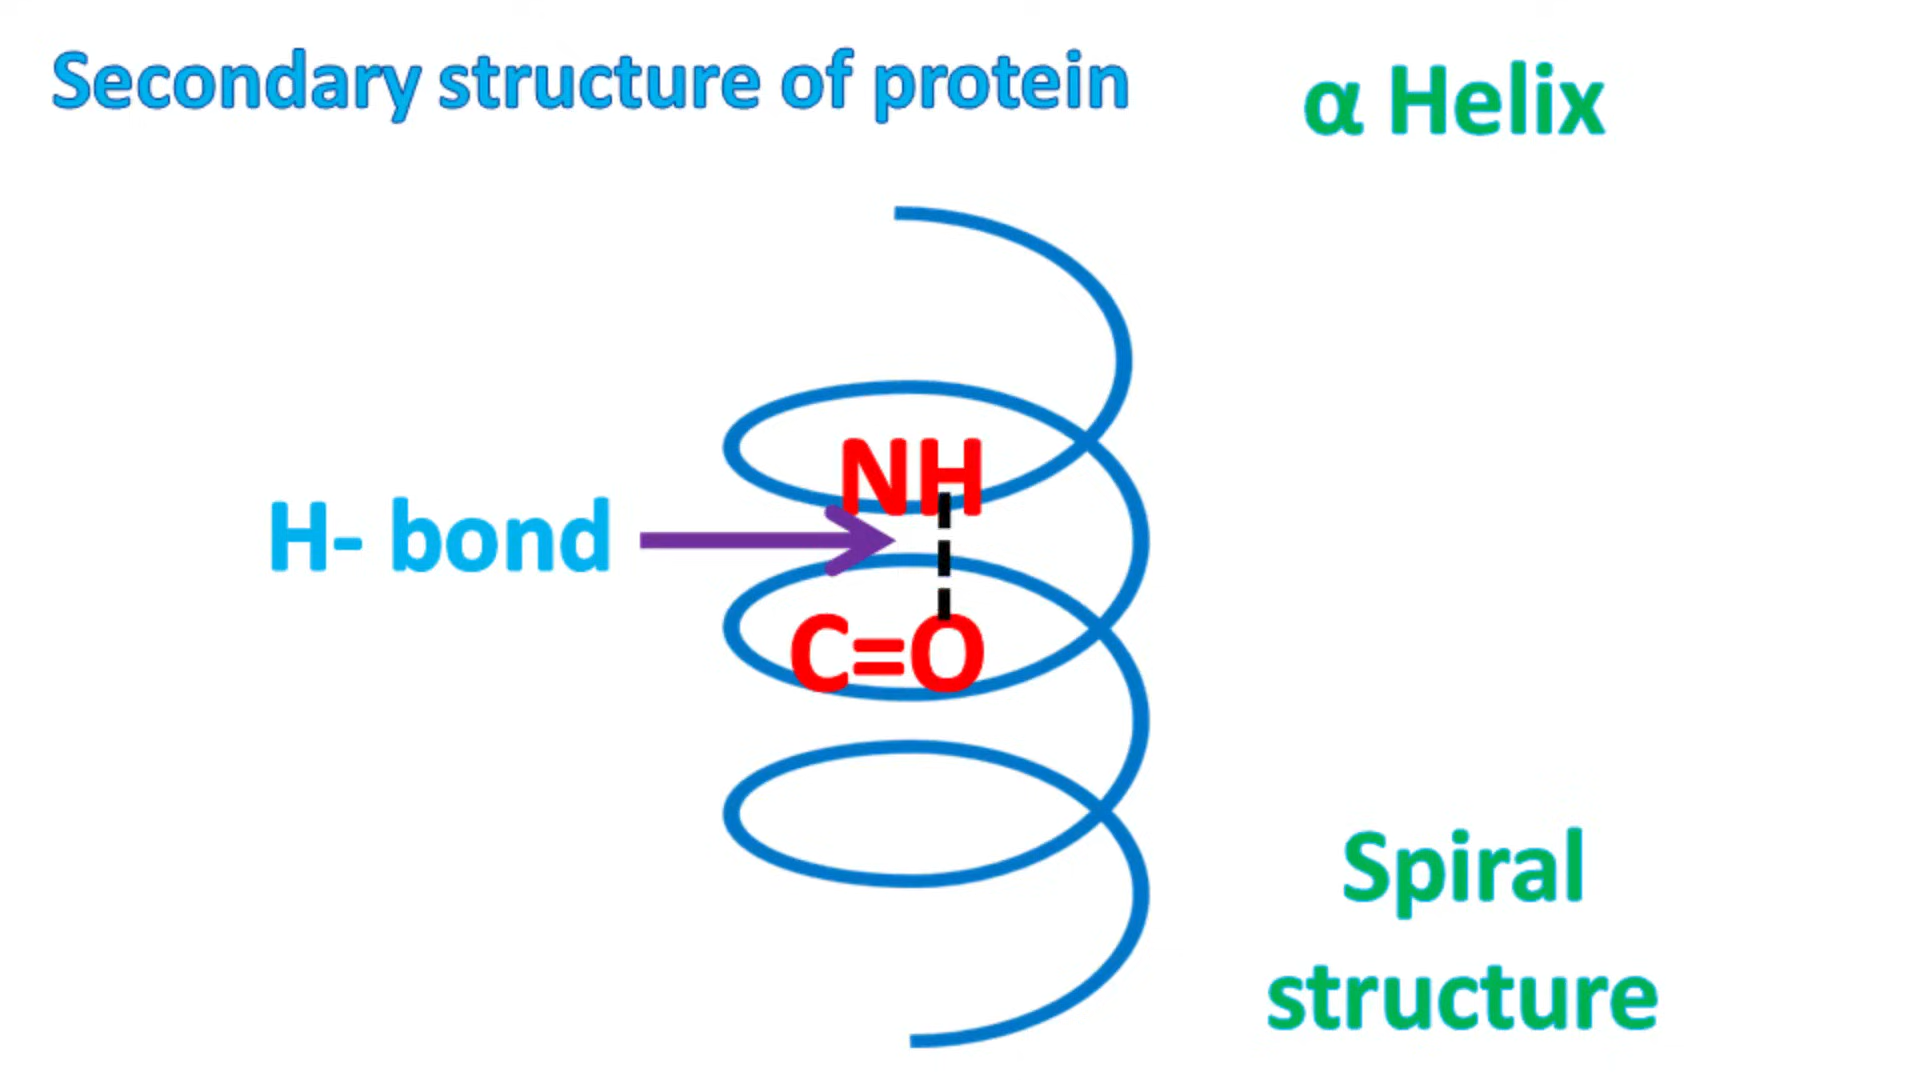 Secondary structure of protein
α Helix
NH
H- bond
C=O
Spiral
structure